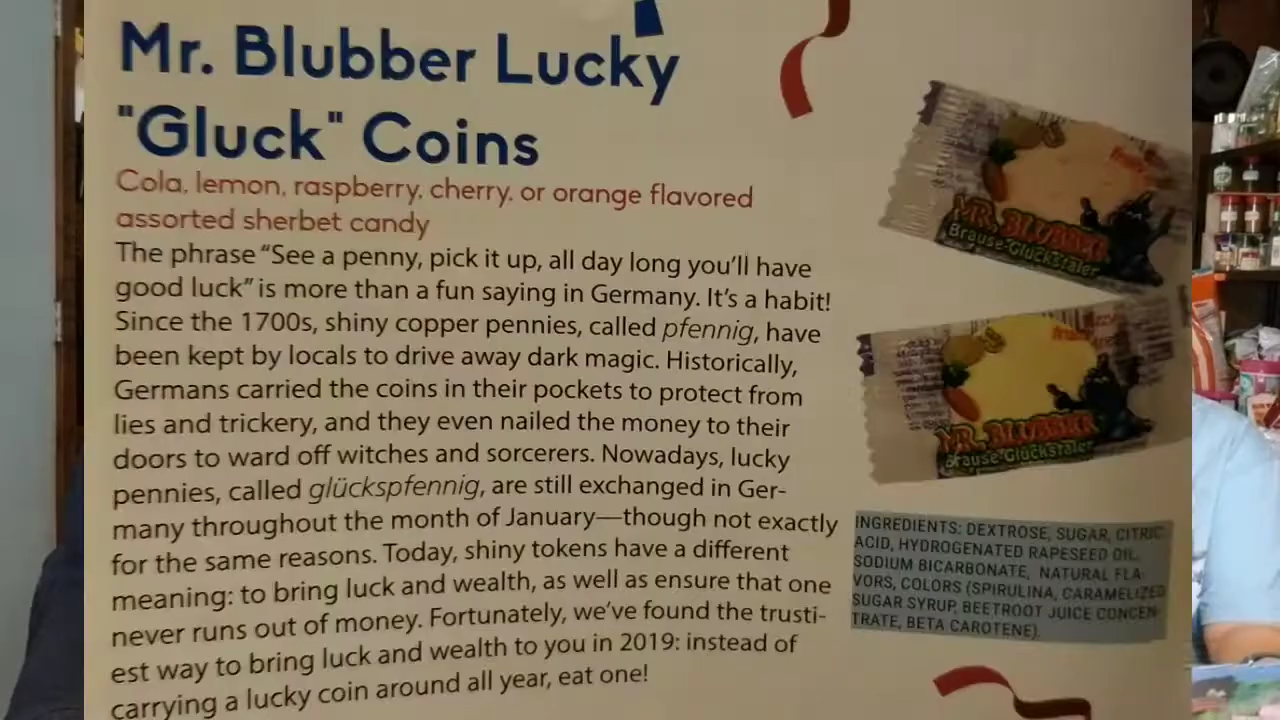 Mr. Blubber Lucky
"Gluck" Coins
Cola, lemon, raspberry, cherry, or orange flavored
assorted sherbet candy
The phrase “See a penny, pick it up, all day long you’ll have
good luck” is more than a fun saying in Germany. It’s a habit!
Since the 1700s, shiny copper pennies, called pfennig, have
been kept by locals to drive away dark magic. Historically,
Germans carried the coins in their pockets to protect from
lies and trickery, and they even nailed the money to their
doors to ward off witches and sorcerers. Nowadays, lucky
pennies, called glückspfennig, are still exchanged in Ger-
many throughout the month of January—though not exactly
for the same reasons. Today, shiny tokens have a different
meaning: to bring luck and wealth, as well as ensure that one
never runs out of money. Fortunately, we’ve found the trusti-
est way to bring luck and wealth to you in 2019: instead of
carrying a lucky coin around all year, eat one!
MR. BLUBBER
Brause-Glückstaler
MR. BLUBBER
Brause-Glückstaler
INGREDIENTS: DEXTROSE, SUGAR, CITRIC
ACID, HYDROGENATED RAPESEED OIL,
SODIUM BICARBONATE, NATURAL FLA-
VORS, COLORS (SPIRULINA, CARAMELIZED
SUGAR SYRUP, BEETROOT JUICE CONCEN-
TRATE, BETA CAROTENE).